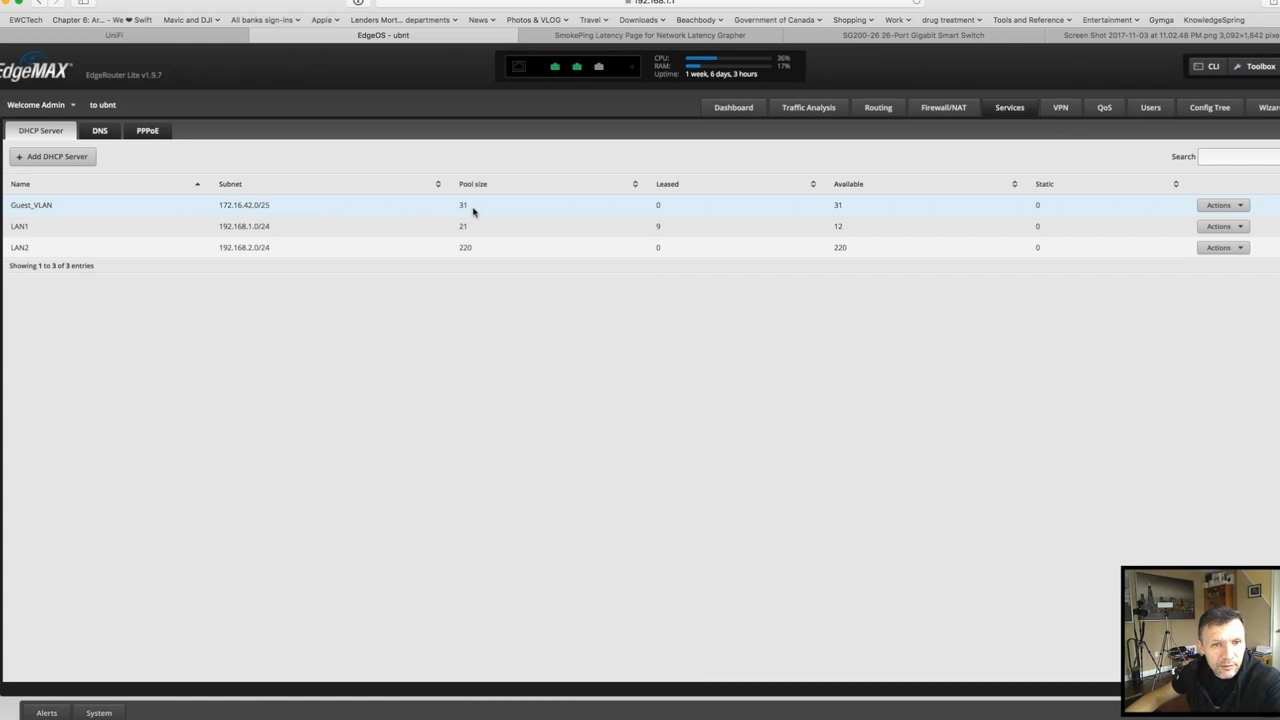 192.168.1.1
EWCTech Chapter 6: Ar... - We ❤ Swift Mavic and DJI All banks sign-ins Apple Lenders Mort... departments News Photos & VLOG Travel Downloads Beachbody Government of Canada Shopping Work drug treatment Tools and Reference Entertainment Gymga KnowledgeSpring
UniFi EdgeOS - ubnt SmokePing Latency Page for Network Latency Grapher SG200-26 26-Port Gigabit Smart Switch Screen Shot 2017-11-03 at 11.02.48 PM.png 3,092×1,842 pixe
EdgeMAX EdgeRouter Lite v1.9.7 CPU: 36% CLI Toolbox
RAM: 17%
Uptime: 1 week, 6 days, 3 hours
Welcome Admin to ubnt Dashboard Traffic Analysis Routing Firewall/NAT Services VPN QoS Users Config Tree Wizar
DHCP Server DNS PPPoE
+ Add DHCP Server Search
Name Subnet Pool size Leased Available Static
Guest_VLAN 172.16.42.0/25 31 0 31 0 Actions
LAN1 192.168.1.0/24 21 9 12 0 Actions
LAN2 192.168.2.0/24 220 0 220 0 Actions
Showing 1 to 3 of 3 entries
Alerts System